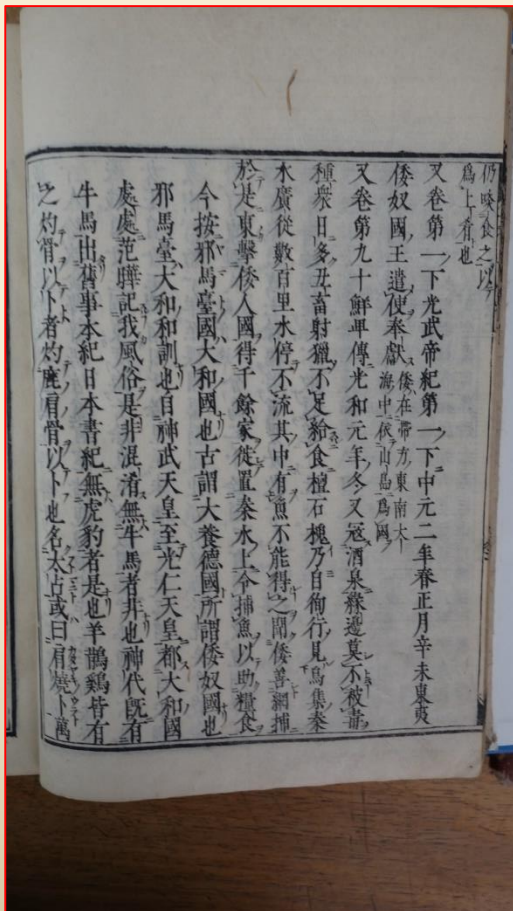 仍啖食之以
爲上肴也
又卷第一下光武帝紀第一下中元二年春正月辛未東夷
倭奴國王遣使奉獻倭在帶方東南大
海中依山島爲國
又卷第九十鮮卑傳光和元年冬又寇酒泉緣邊莫不被毒
種衆日多田畜射獵不足給食檀石槐乃自徇行見烏集秦
水廣從數百里水停不流其中有魚不能得之聞倭善網捕
於是東擊倭人國得千餘家徙置秦水上令捕魚以助糧食
今按邪馬臺國大和國也古謂大養德國所謂倭奴國也
邪馬臺大和和訓也自神武天皇至光仁天皇都大和國
處處范曄記我風俗是非混淆無牛馬者非也神代既有
牛馬出舊事本紀日本書紀無虎豹者是也羊鵲鷄皆有
之灼骨以卜者灼鹿肩骨以卜也名太占或曰肩燒卜萬